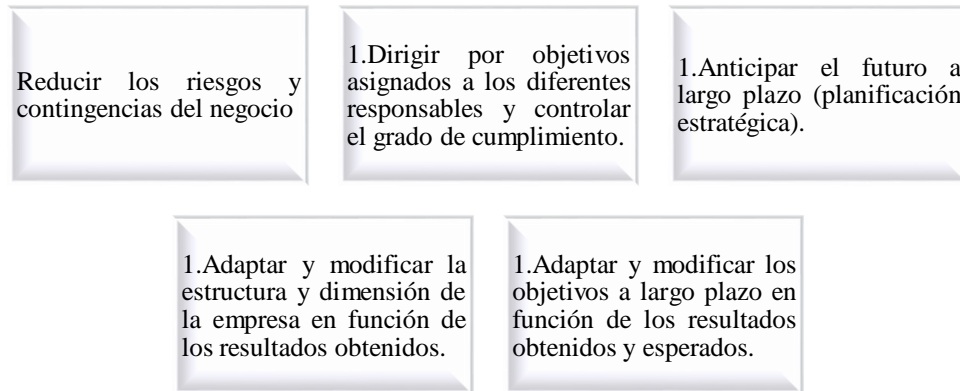 Reducir los riesgos y
contingencias del negocio
1.Dirigir por objetivos
asignados a los diferentes
responsables y controlar
el grado de cumplimiento.
1.Anticipar el futuro a
largo plazo (planificación
estratégica).
1.Adaptar y modificar la
estructura y dimensión de
la empresa en función de
los resultados obtenidos.
1.Adaptar y modificar los
objetivos a largo plazo en
función de los resultados
obtenidos y esperados.